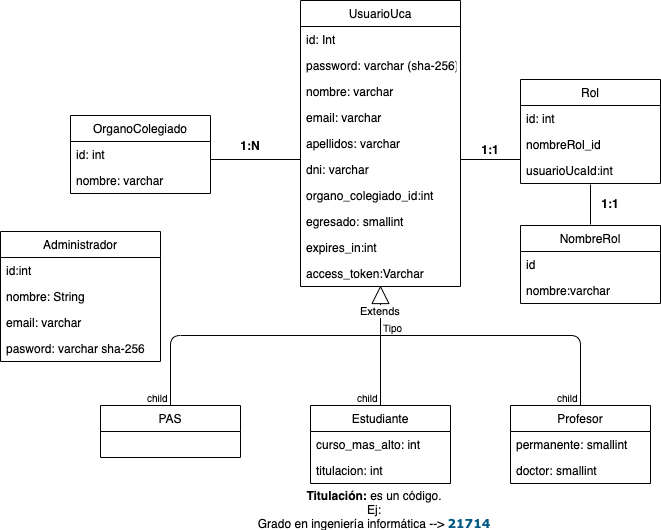 UsuarioUca
id: Int
password: varchar (sha-256)
nombre: varchar
email: varchar
apellidos: varchar
dni: varchar
organo_colegiado_id:int
egresado: smallint
expires_in:int
access_token:Varchar
OrganoColegiado
id: int
nombre: varchar
1:N
1:1
Rol
id: int
nombreRol_id
usuarioUcaId:int
1:1
NombreRol
id
nombre:varchar
Administrador
id:int
nombre: String
email: varchar
pasword: varchar sha-256
Extends
Tipo
child
child
child
PAS
Estudiante
curso_mas_alto: int
titulacion: int
Profesor
permanente: smallint
doctor: smallint
Titulación: es un código.
Ej:
Grado en ingeniería informática --> 21714